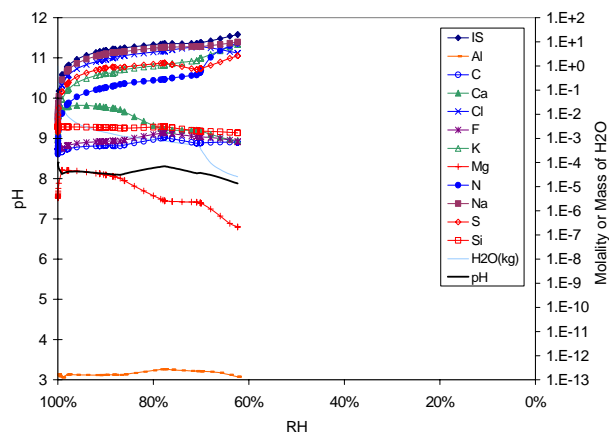 12
11
10
9
8
7
6
5
4
3
pH
100%
80%
60%
40%
20%
0%
RH
1.E+2
1.E+1
1.E+0
1.E-1
1.E-2
1.E-3
1.E-4
1.E-5
1.E-6
1.E-7
1.E-8
1.E-9
1.E-10
1.E-11
1.E-12
1.E-13
Molality or Mass of H2O
IS
Al
C
Ca
Cl
F
K
Mg
N
Na
S
Si
H2O(kg)
pH